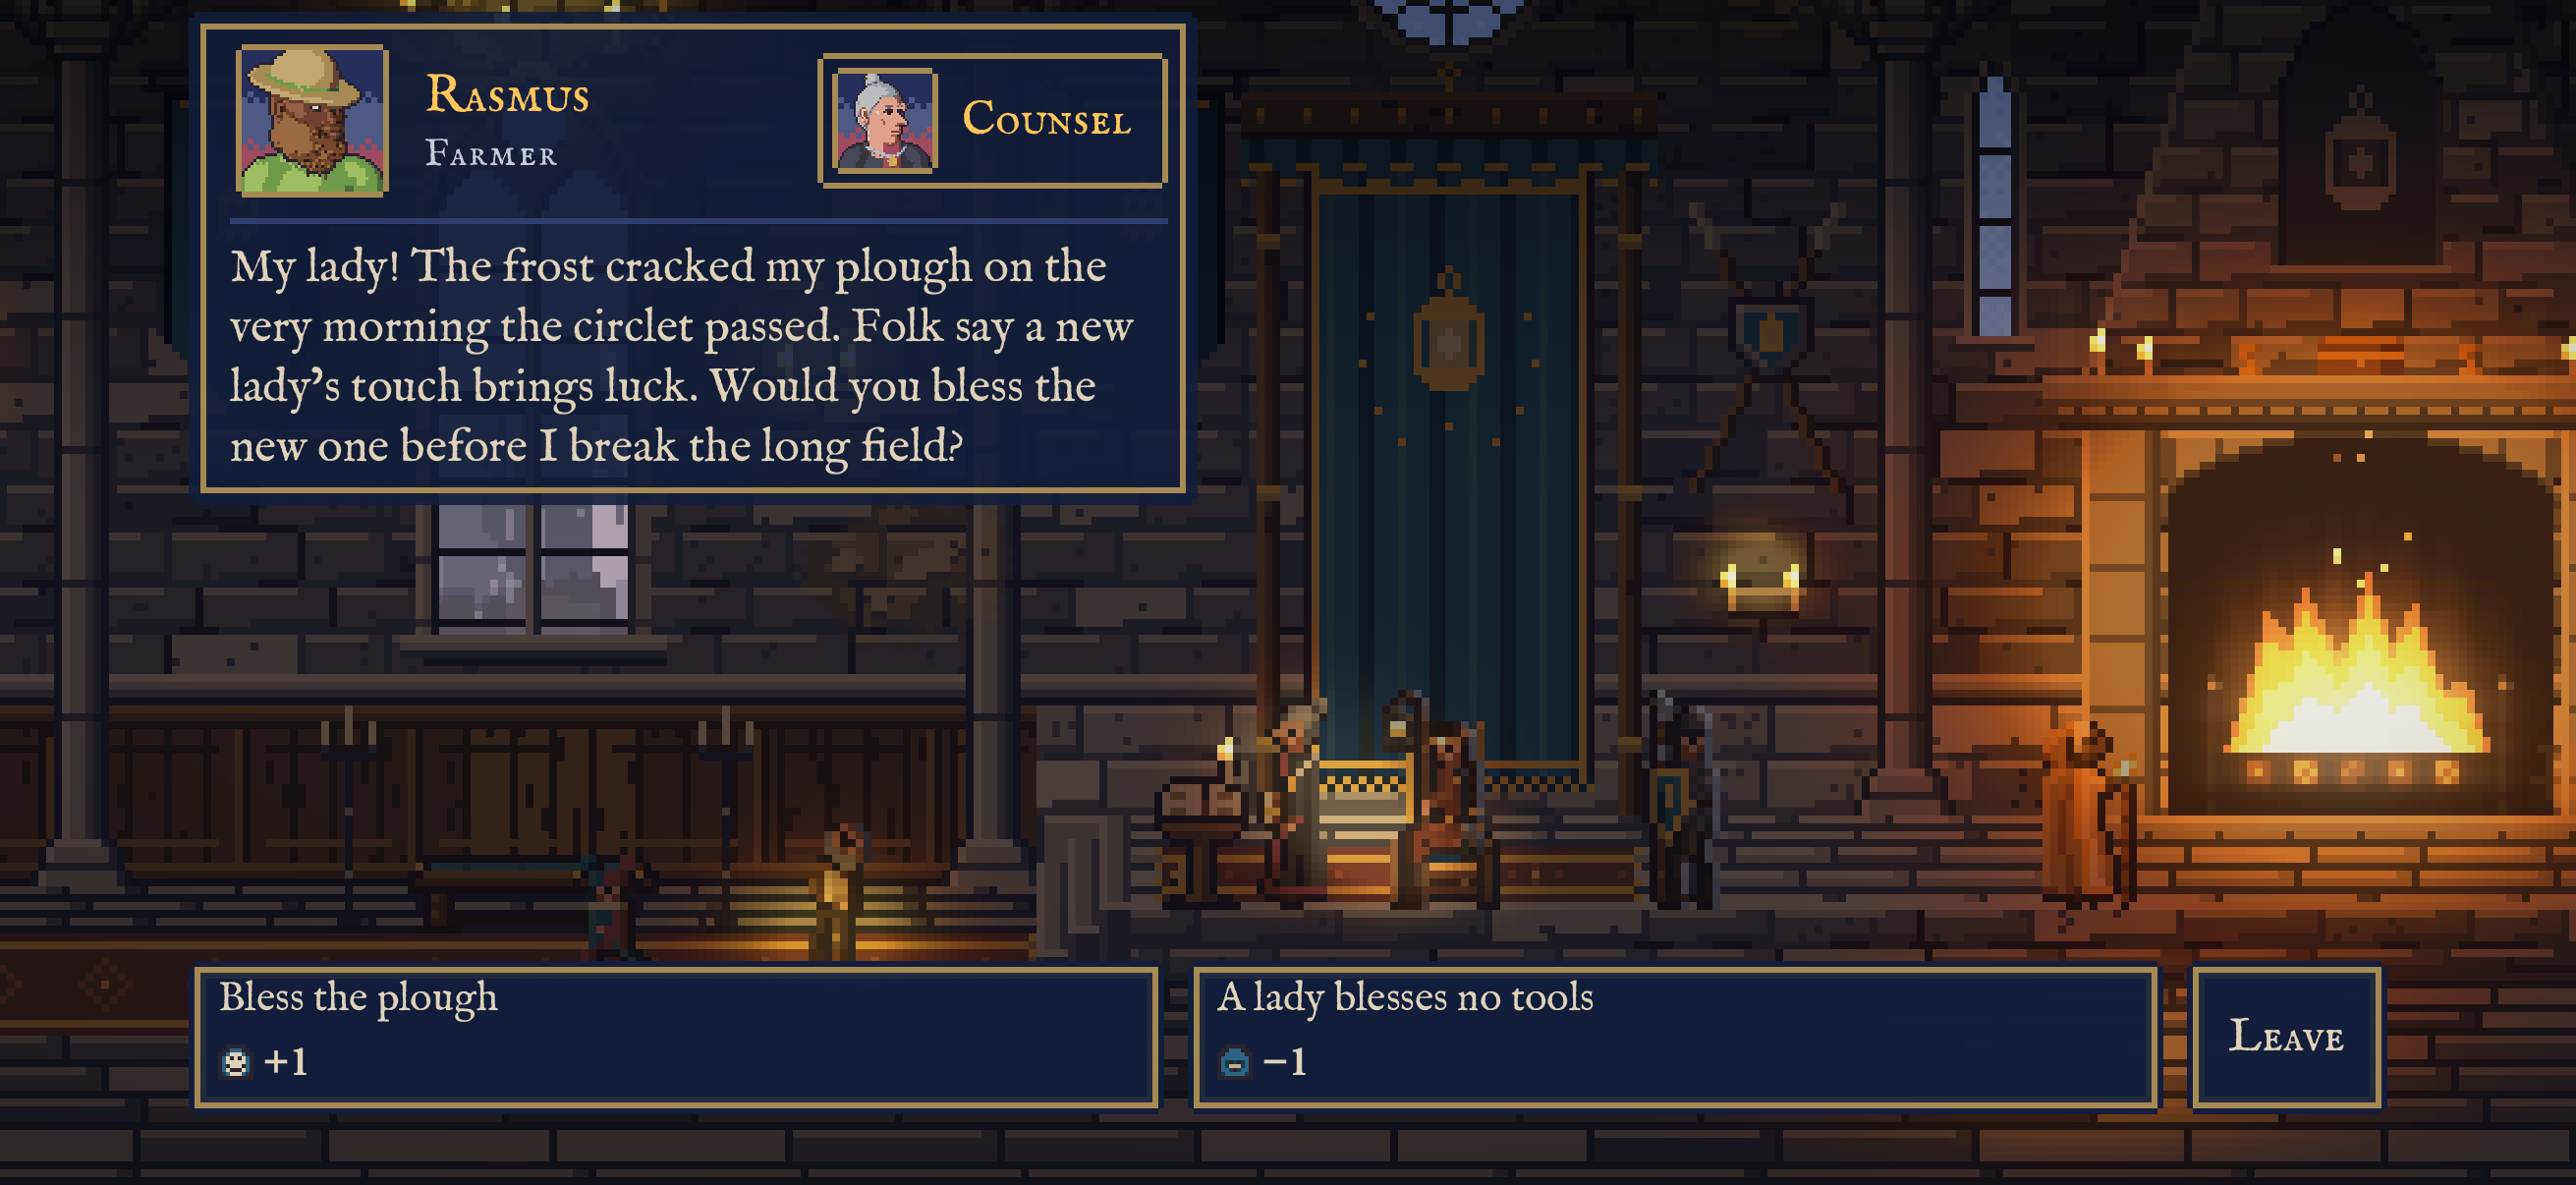 Rasmus
Farmer
Counsel
My lady! The frost cracked my plough on the
very morning the circlet passed. Folk say a new
lady’s touch brings luck. Would you bless the
new one before I break the long field?
Bless the plough
+1
A lady blesses no tools
−1
Leave